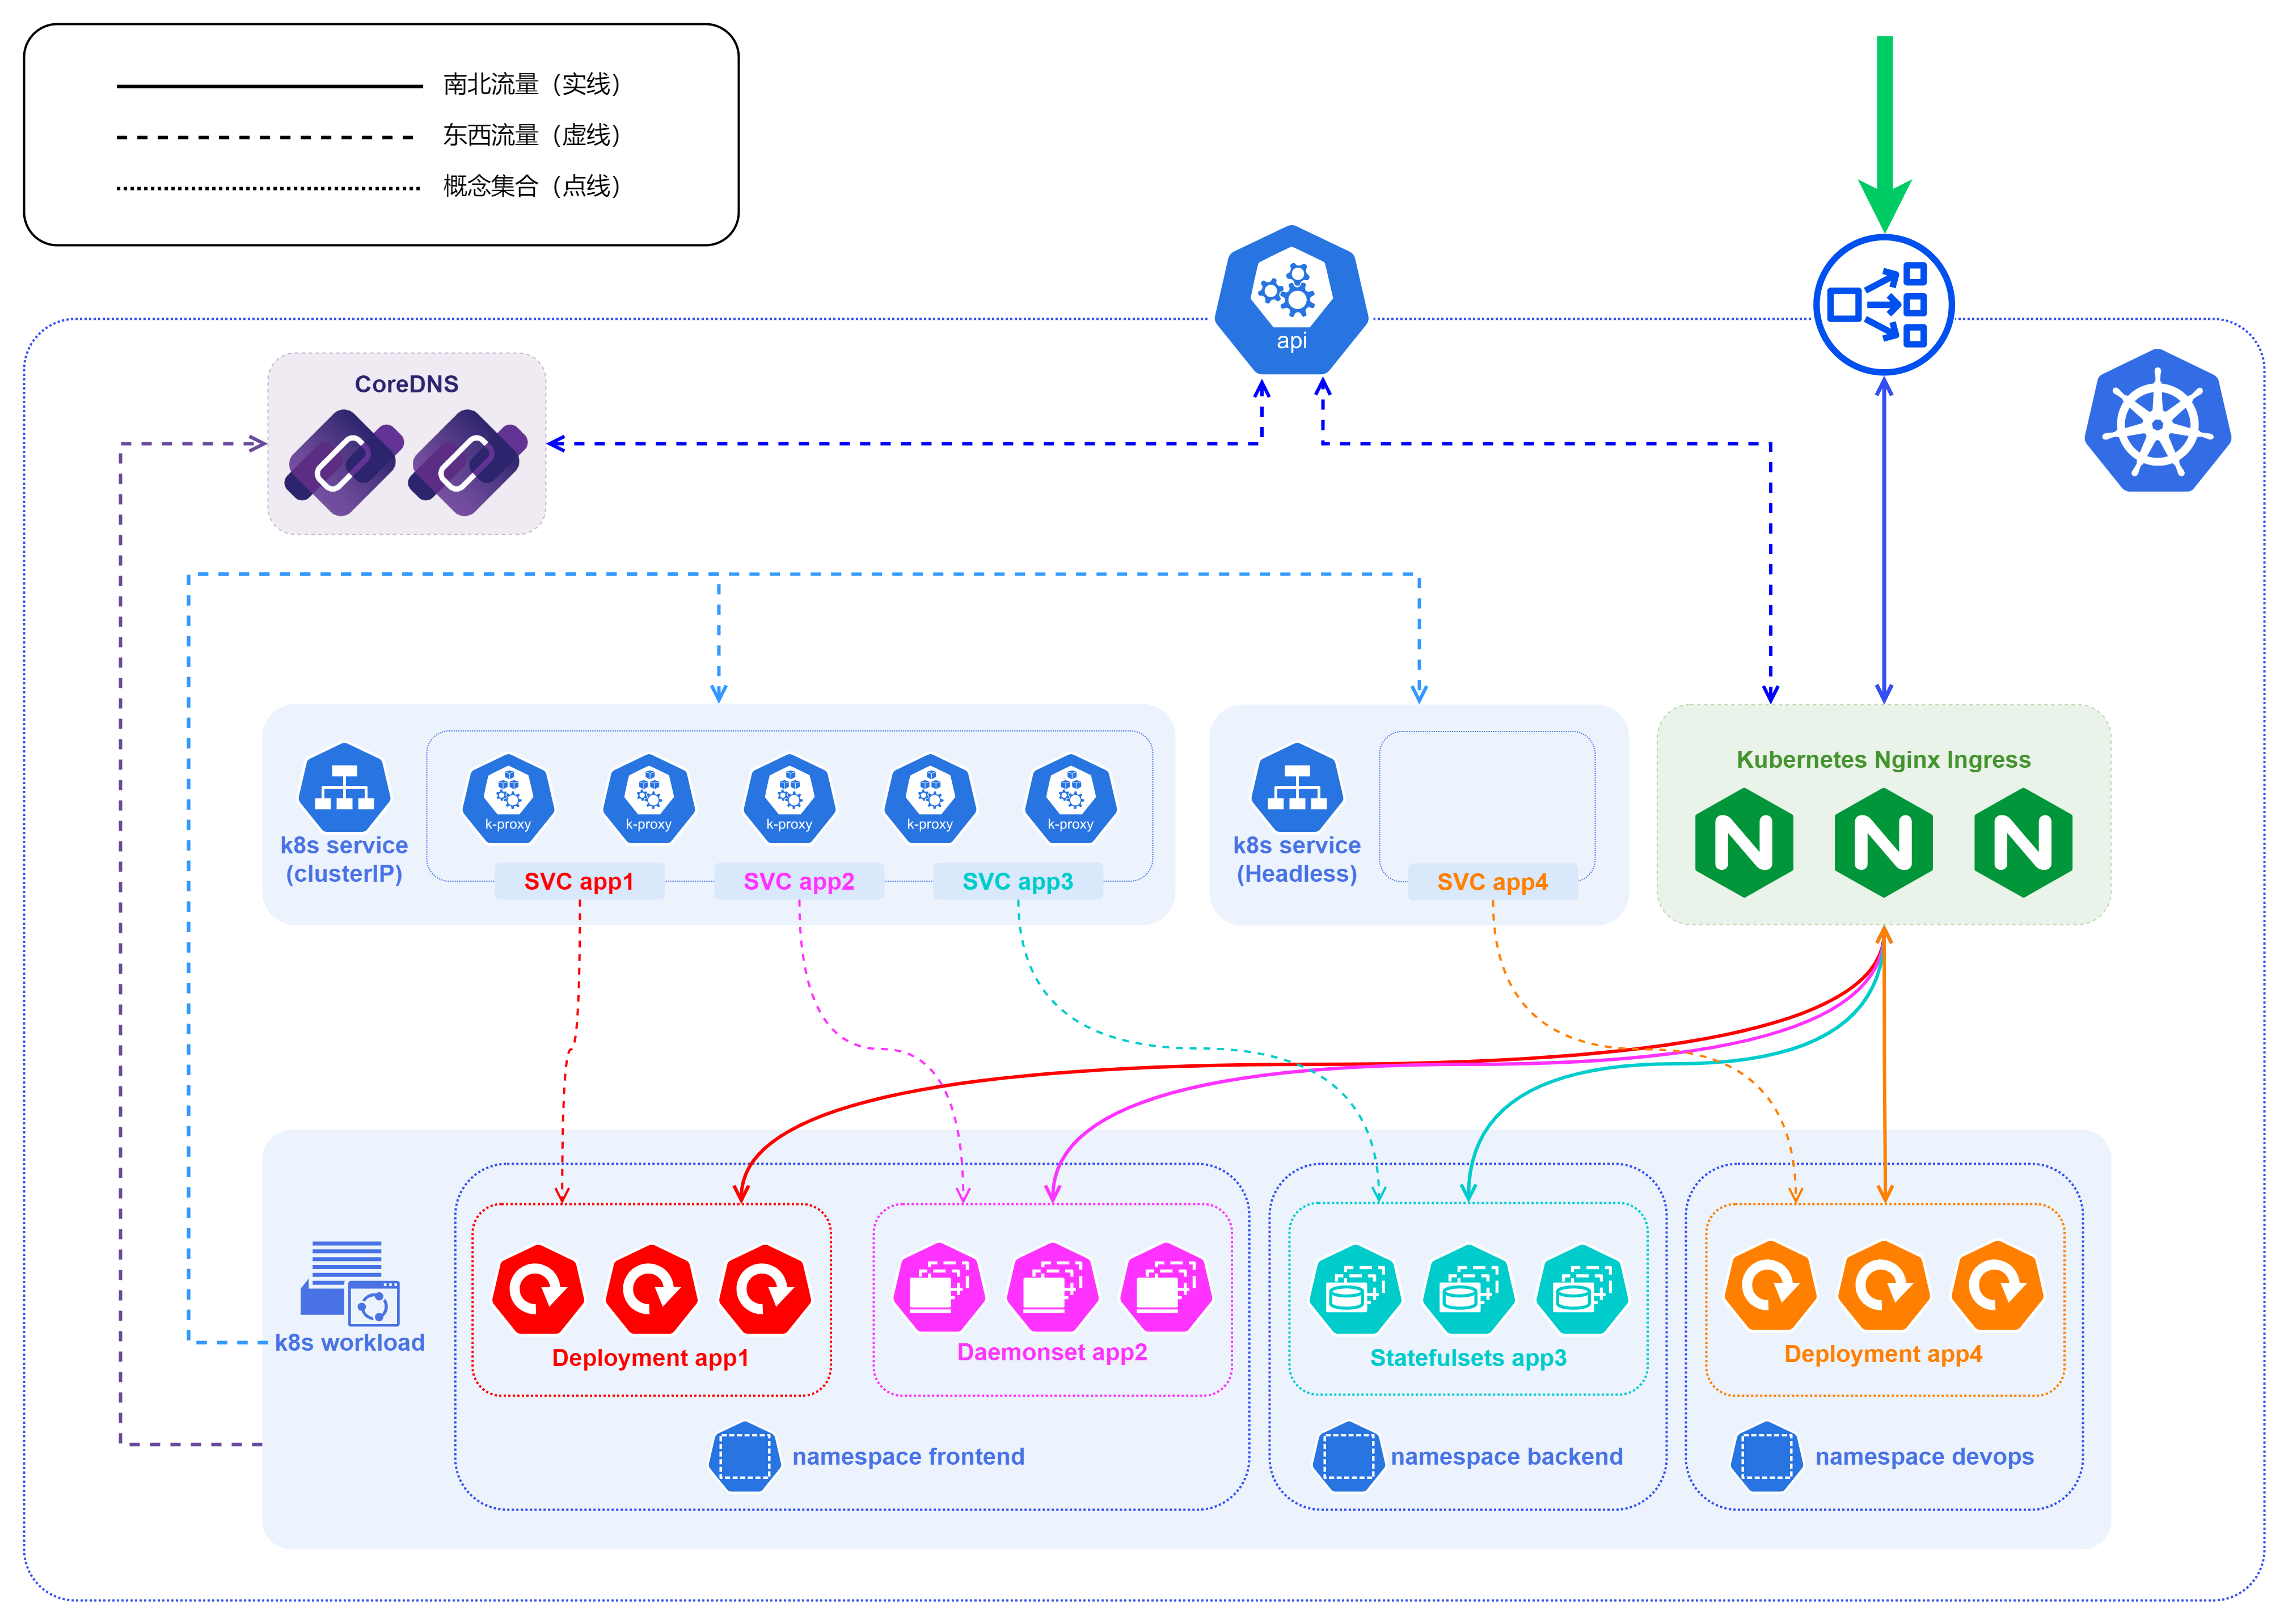 南北流量（实线）
东西流量（虚线）
概念集合（点线）
api
CoreDNS
k8s service
(clusterIP)
k-proxy
k-proxy
k-proxy
k-proxy
k-proxy
SVC app1
SVC app2
SVC app3
k8s service
(Headless)
SVC app4
Kubernetes Nginx Ingress
N
N
N
k8s workload
Deployment app1
Daemonset app2
Statefulsets app3
Deployment app4
namespace frontend
namespace backend
namespace devops